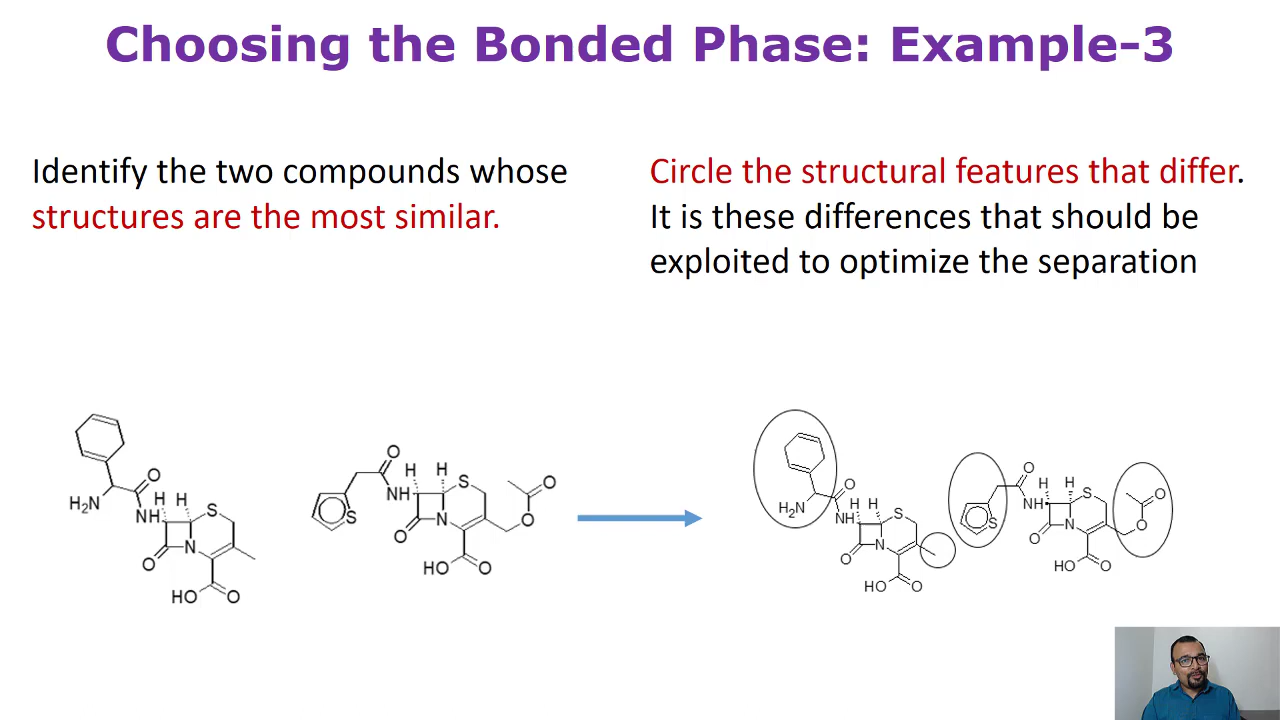 Choosing the Bonded Phase: Example-3
Identify the two compounds whose
structures are the most similar.
Circle the structural features that differ.
It is these differences that should be
exploited to optimize the separation
H₂N
O
NH
H
H
S
O
N
HO
O
S
O
NH
H
H
S
O
N
O
O
HO
O
H₂N
O
NH
H
H
S
O
N
HO
O
S
O
NH
H
H
S
O
N
O
O
HO
O